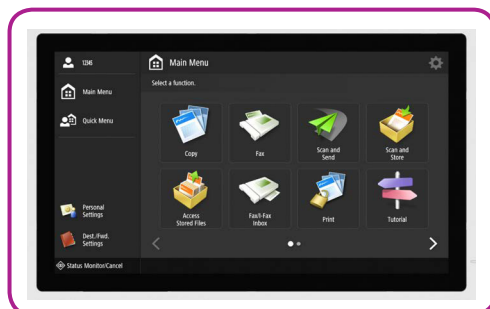 12345
Main Menu
Main Menu
Select a function.
Quick Menu
Copy
Fax
Scan and
Send
Scan and
Store
Personal
Settings
Access
Stored Files
Fax/I-Fax
Inbox
Print
Tutorial
Dest./Fwd.
Settings
Status Monitor/Cancel